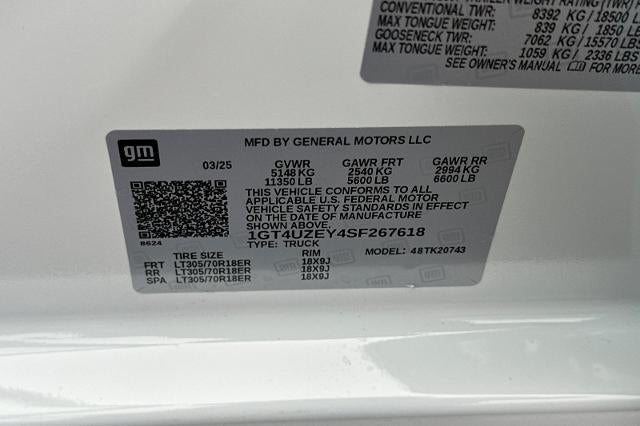 TRAILER WEIGHT RATING (TWR)
CONVENTIONAL TWR: 8392 KG / 18500
MAX TONGUE WEIGHT: 839 KG / 1850 LBS
GOOSENECK TWR: 7062 KG / 15570 LBS
MAX TONGUE WEIGHT: 1059 KG / 2336 LBS
SEE OWNER'S MANUAL FOR MORE
gm
MFD BY GENERAL MOTORS LLC
03/25 GVWR GAWR FRT GAWR RR
5148 KG 2540 KG 2994 KG
11350 LB 5600 LB 6600 LB
THIS VEHICLE CONFORMS TO ALL
APPLICABLE U.S. FEDERAL MOTOR
VEHICLE SAFETY STANDARDS IN EFFECT
ON THE DATE OF MANUFACTURE
SHOWN ABOVE.
8624
1GT4UZEY4SF267618
TYPE: TRUCK MODEL: 48TK20743
TIRE SIZE RIM
FRT LT305/70R18ER 18X9J
RR LT305/70R18ER 18X9J
SPA LT305/70R18ER 18X9J